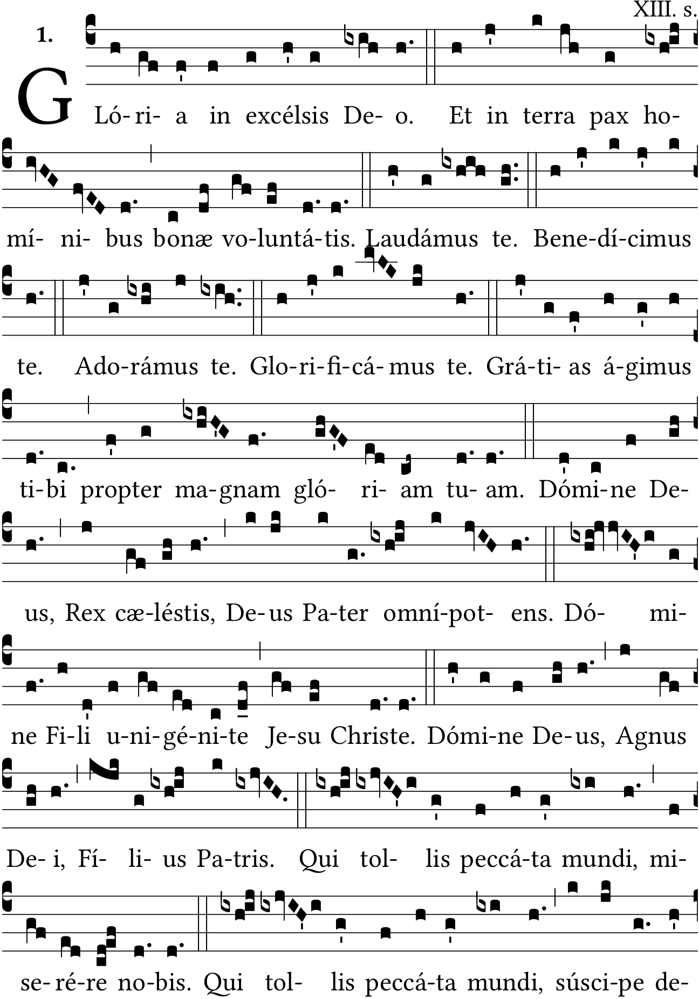 XIII. s.
1.
GLó-ri- a in excélsis De- o. Et in terra pax ho-
mí- ni- bus bonæ vo-luntá-tis. Laudámus te. Bene-dí-cimus
te. Ado-rámus te. Glo-ri-fi-cá-mus te. Grá-ti- as á-gimus
ti-bi propter ma-gnam gló- ri- am tu- am. Dómi-ne De-
us, Rex cæ-léstis, De-us Pa-ter omní-pot- ens. Dó- mi-
ne Fi-li u-ni-gé-ni-te Je-su Christe. Dómi-ne De-us, Agnus
De- i, Fí- li- us Pa-tris. Qui tol- lis peccá-ta mundi, mi-
se-ré-re no-bis. Qui tol- lis peccá-ta mundi, súsci-pe de-